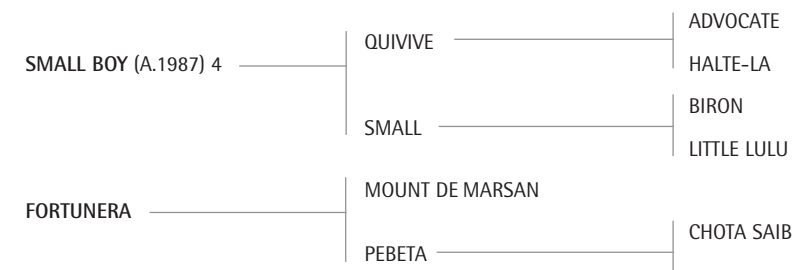 ADVOCATE
QUIVIVE
SMALL BOY (A.1987) 4
HALTE-LA
BIRON
SMALL
LITTLE LULU
MOUNT DE MARSAN
FORTUNERA
CHOTA SAIB
PEBETA